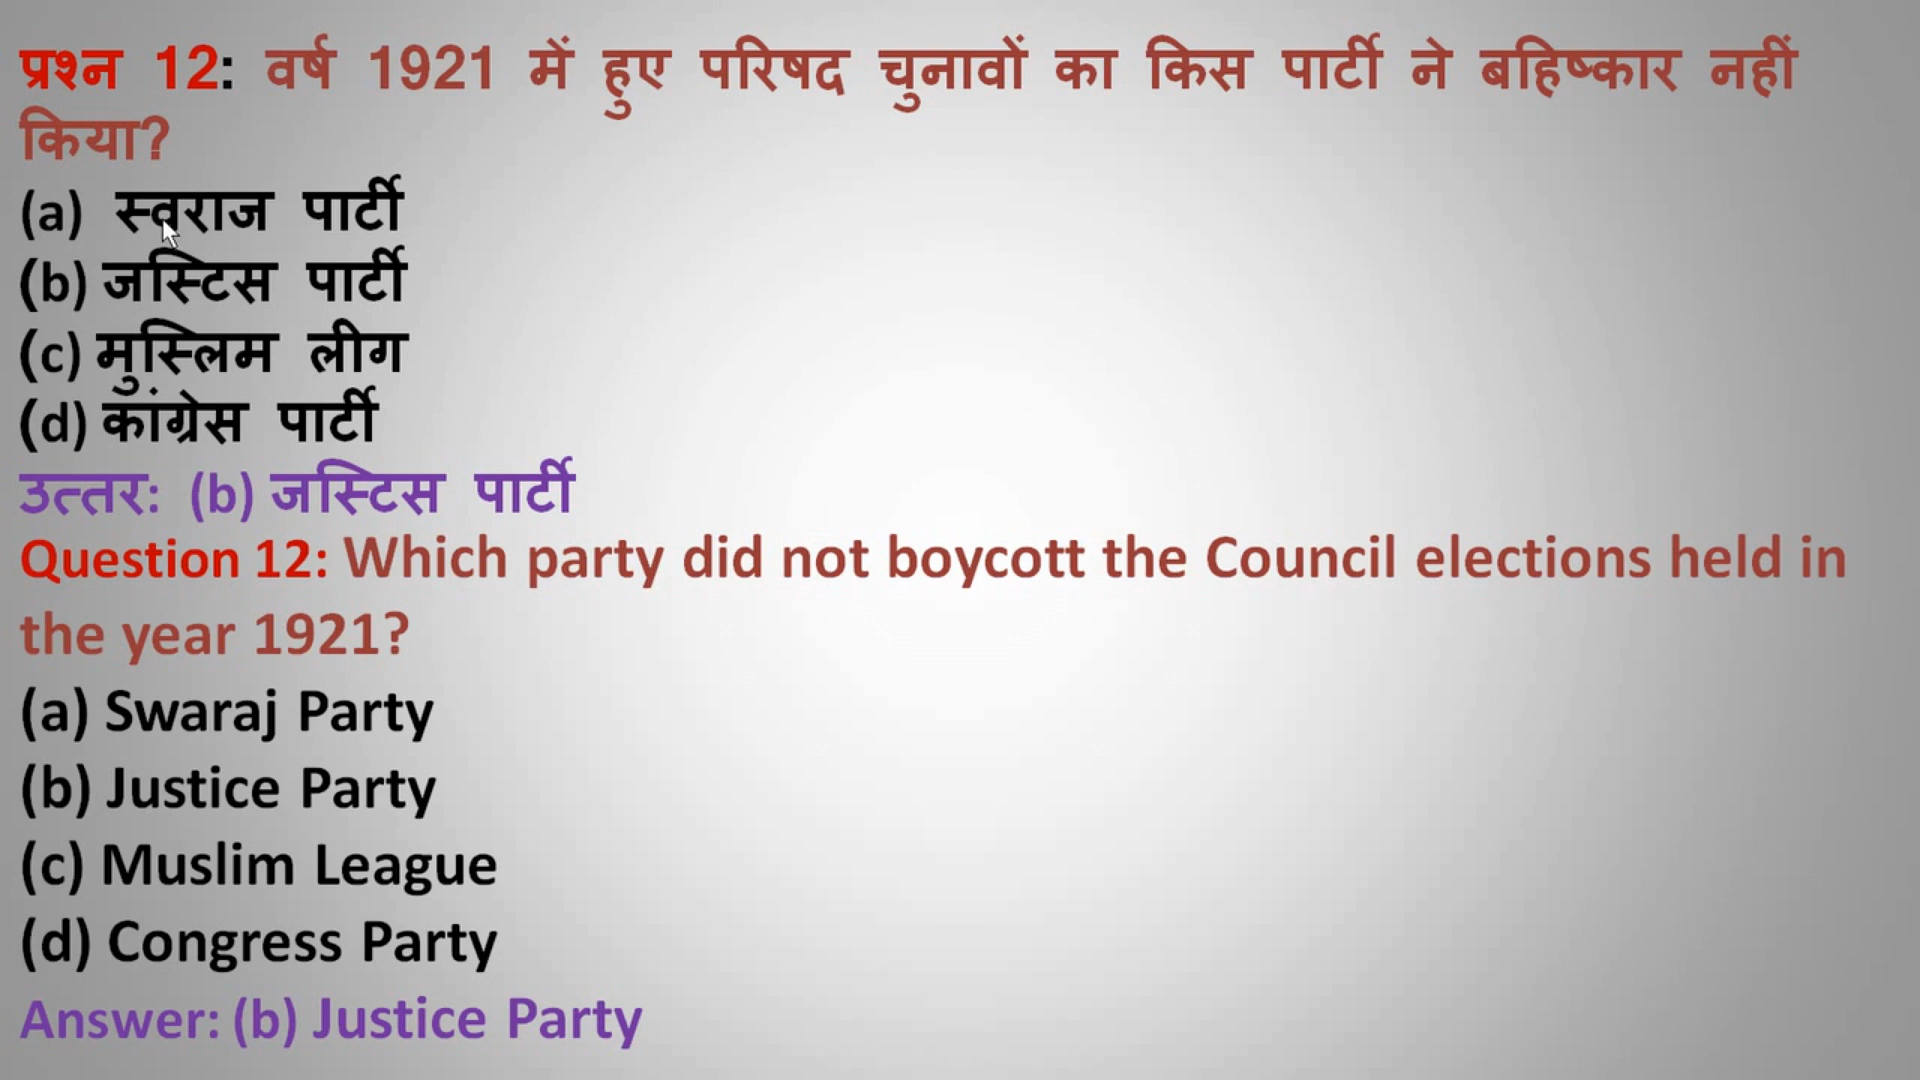 प्रश्न 12: वर्ष 1921 में हुए परिषद चुनावों का किस पार्टी ने बहिष्कार नहीं
किया?
(a) स्वराज पार्टी
(b) जस्टिस पार्टी
(c) मुस्लिम लीग
(d) कांग्रेस पार्टी
उत्तर: (b) जस्टिस पार्टी
Question 12: Which party did not boycott the Council elections held in
the year 1921?
(a) Swaraj Party
(b) Justice Party
(c) Muslim League
(d) Congress Party
Answer: (b) Justice Party